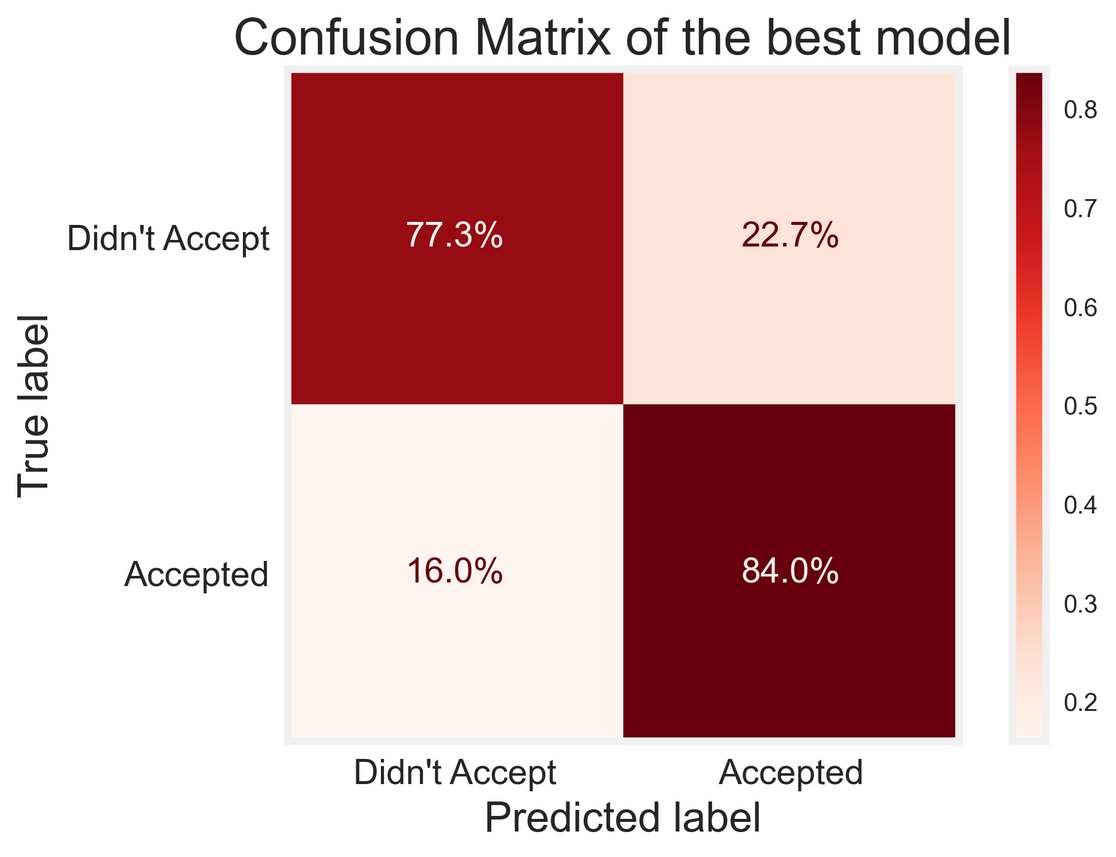 Confusion Matrix of the best model
True label
Didn't Accept
77.3%
22.7%
Accepted
16.0%
84.0%
Didn't Accept
Accepted
Predicted label
0.8
0.7
0.6
0.5
0.4
0.3
0.2